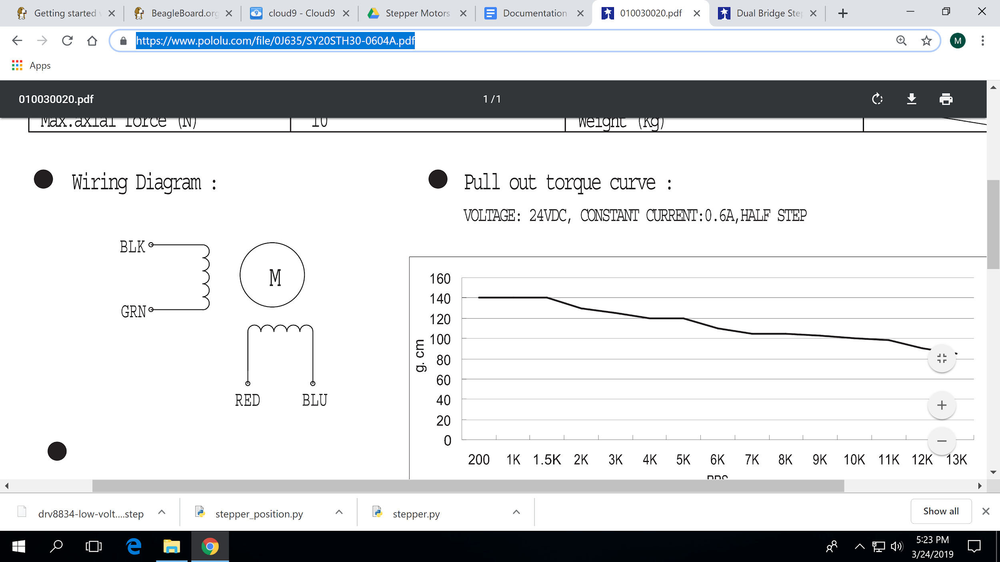 Getting started
BeagleBoard.org
cloud9 - Cloud9
Stepper Motors
Documentation
010030020.pdf
Dual Bridge Step
https://www.pololu.com/file/0J635/SY20STH30-0604A.pdf
M
Apps
010030020.pdf
1 / 1
Max.axial force (N)
10
Weight (Kg)
Wiring Diagram :
Pull out torque curve :
VOLTAGE: 24VDC, CONSTANT CURRENT:0.6A,HALF STEP
BLK
GRN
M
RED
BLU
g. cm
160
140
120
100
80
60
40
20
0
200 1K 1.5K 2K 3K 4K 5K 6K 7K 8K 9K 10K 11K 12K 13K
PPS
drv8834-low-volt....step
stepper_position.py
stepper.py
Show all
5:23 PM
3/24/2019